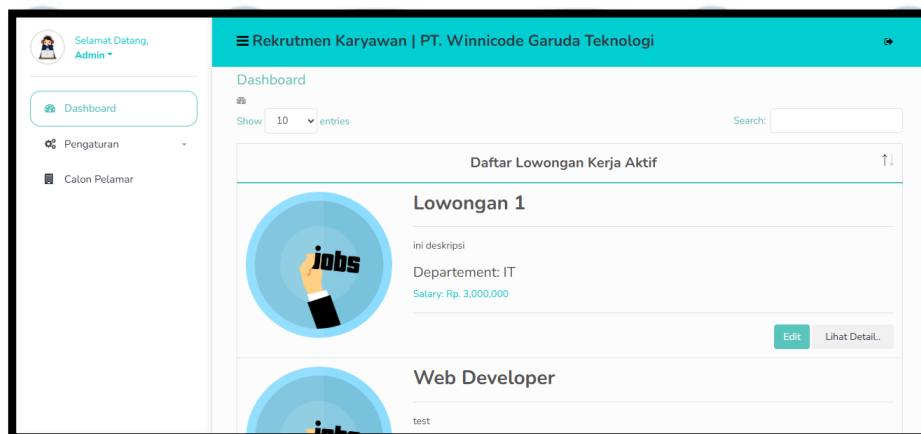 Selamat Datang,
Admin
Rekrutmen Karyawan | PT. Winnicode Garuda Teknologi
Dashboard
Pengaturan
Calon Pelamar
Dashboard
Show 10 entries
Search:
Daftar Lowongan Kerja Aktif
jobs
Lowongan 1
ini deskripsi
Departement: IT
Salary: Rp. 3,000,000
Edit
Lihat Detail..
jobs
Web Developer
test